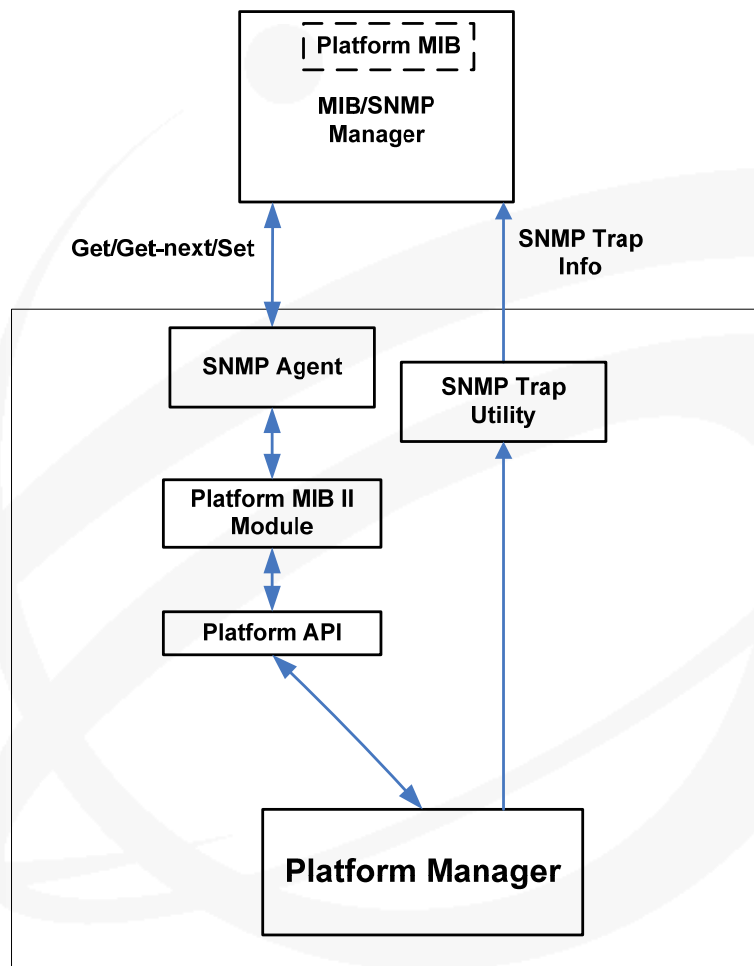 Platform MIB
MIB/SNMP
Manager
Get/Get-next/Set
SNMP Trap
Info
SNMP Agent
SNMP Trap
Utility
Platform MIB II
Module
Platform API
Platform Manager